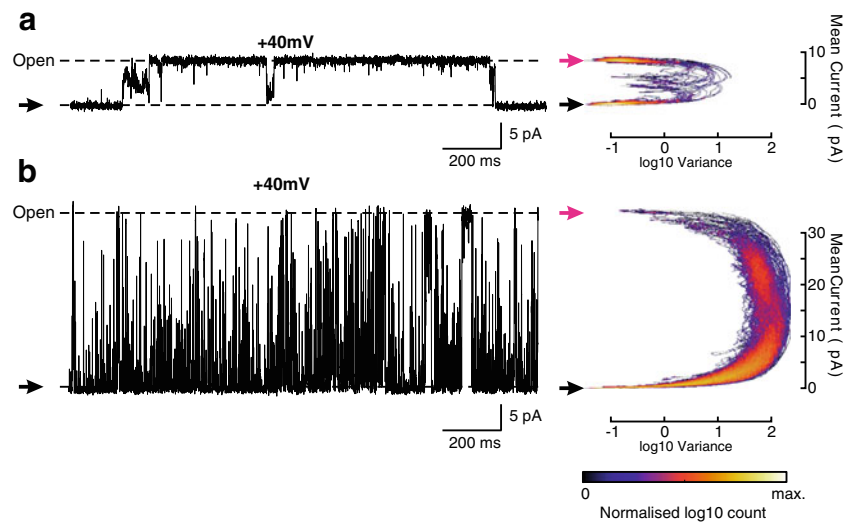 a
+40mV
Open
5 pA
200 ms
10
0
Mean Current ( pA)
-1 0 1 2
log10 Variance
b
+40mV
Open
5 pA
200 ms
30
20
10
0
MeanCurrent ( pA)
-1 0 1 2
log10 Variance
0 max.
Normalised log10 count